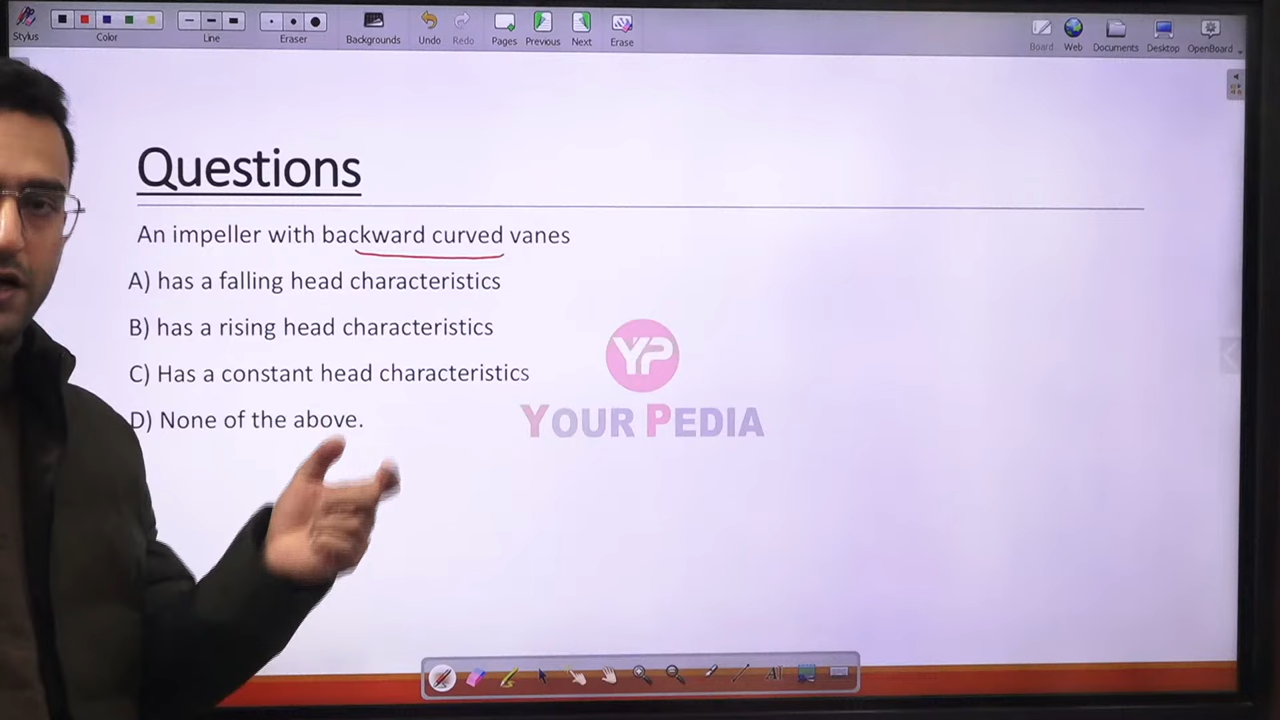 Stylus
Color
Line
Eraser
Backgrounds
Undo
Redo
Pages
Previous
Next
Erase
Board
Web
Documents
Desktop
OpenBoard
Questions
An impeller with backward curved vanes
A) has a falling head characteristics
B) has a rising head characteristics
C) Has a constant head characteristics
D) None of the above.
YP
YOUR PEDIA
AI